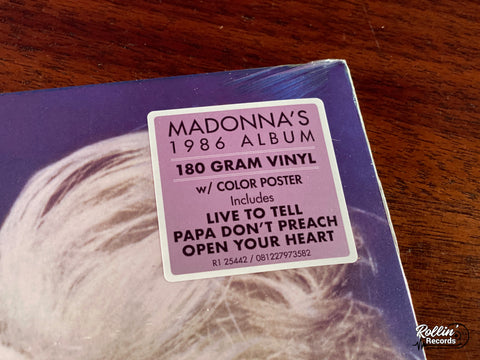 MADONNA'S
1986 ALBUM
180 GRAM VINYL
w/ COLOR POSTER
Includes
LIVE TO TELL
PAPA DON'T PREACH
OPEN YOUR HEART
R1 25442 / 081227973582
Rollin'
Records